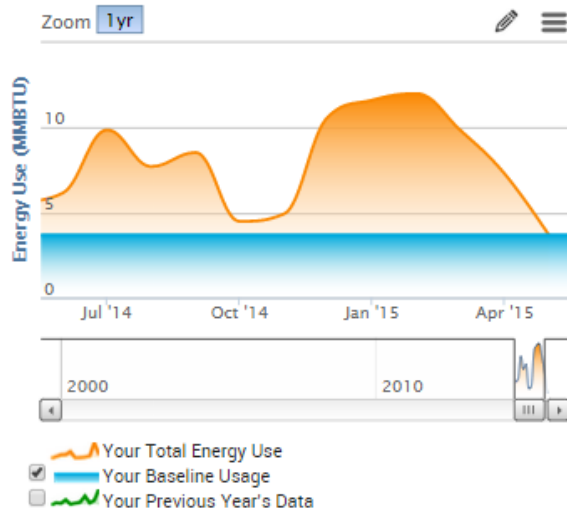 Zoom 1yr
Energy Use (MMBTU)
10
5
0
Jul '14 Oct '14 Jan '15 Apr '15
2000 2010
Your Total Energy Use
Your Baseline Usage
Your Previous Year's Data